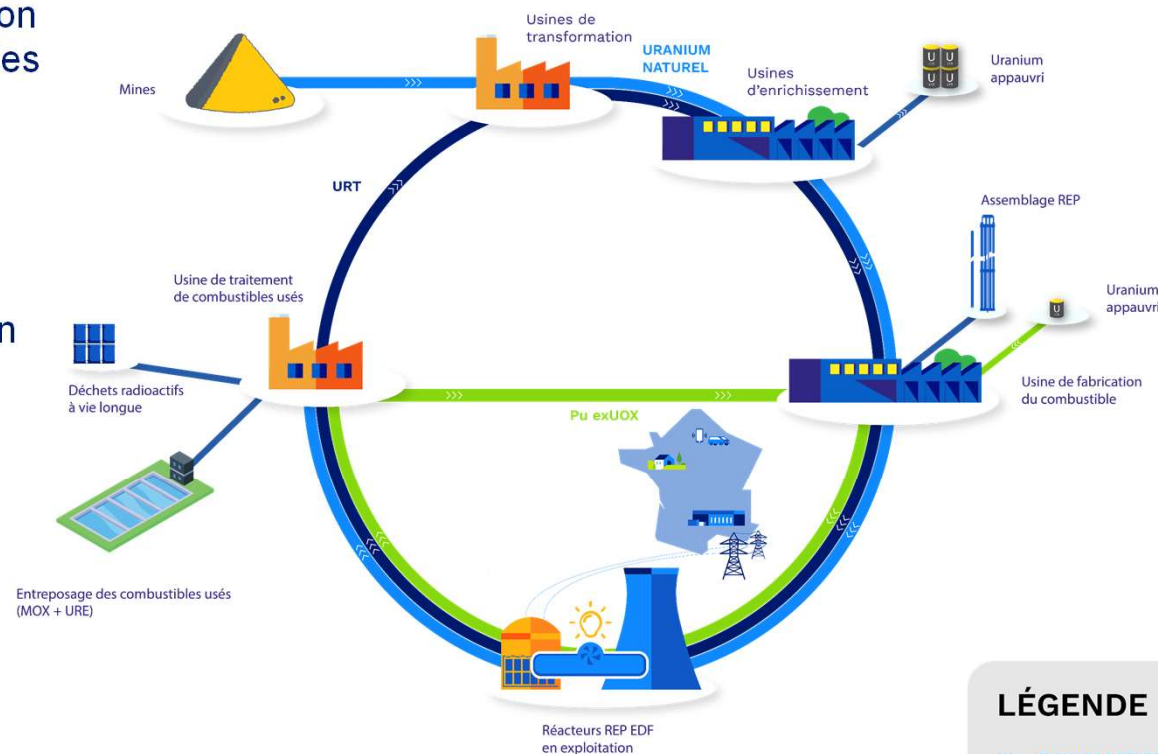 Usines de
transformation
URANIUM
NATUREL
Usines
d'enrichissement
Uranium
appauvri
Mines
URT
Assemblage REP
Usine de traitement
de combustibles usés
Uranium
appauvri
Déchets radioactifs
à vie longue
Usine de fabrication
du combustible
Pu exUOX
Entreposage des combustibles usés
(MOX + URE)
Réacteurs REP EDF
en exploitation
LÉGENDE
U
U
U
U
U